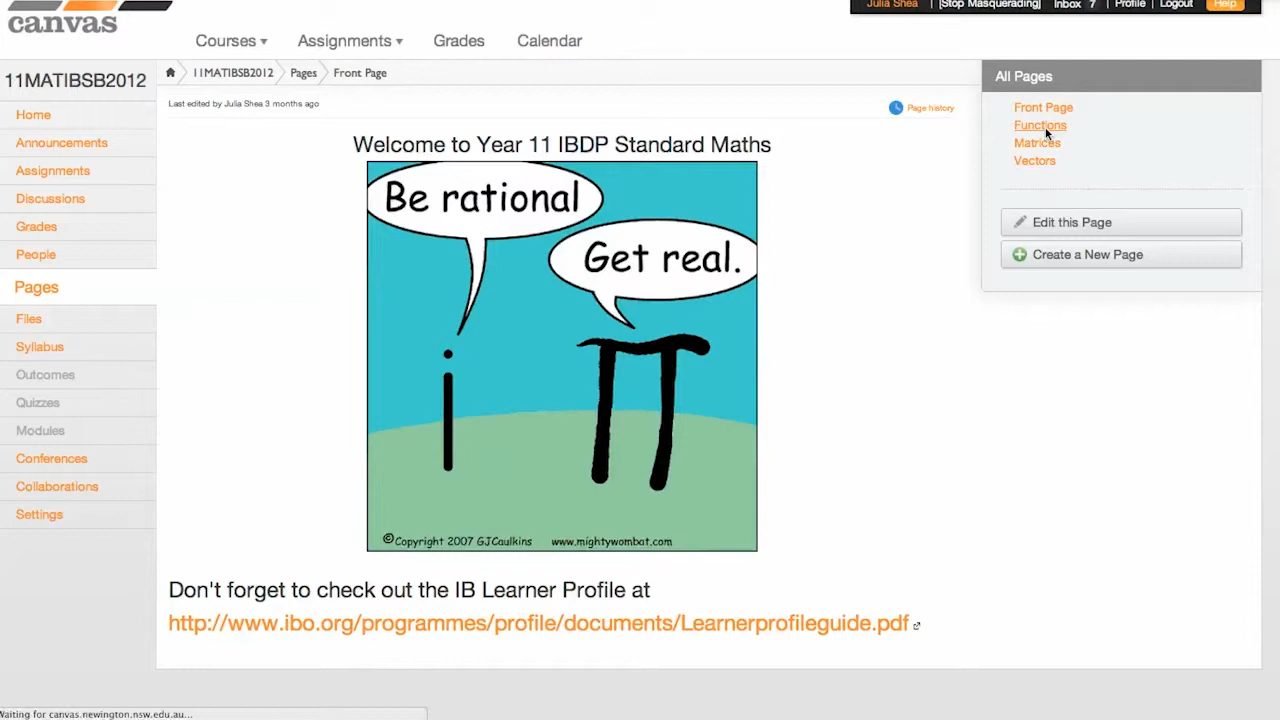 Julia Shea [Stop Masquerading] Inbox 7 Profile Logout Help
canvas
Courses Assignments Grades Calendar
11MATIBSB2012
11MATIBSB2012 Pages Front Page
Last edited by Julia Shea 3 months ago
Page history
Home
Announcements
Assignments
Discussions
Grades
People
Pages
Files
Syllabus
Outcomes
Quizzes
Modules
Conferences
Collaborations
Settings
Welcome to Year 11 IBDP Standard Maths
Be rational
Get real.
i π
©Copyright 2007 GJCaulkins www.mightywombat.com
Don't forget to check out the IB Learner Profile at
http://www.ibo.org/programmes/profile/documents/Learnerprofileguide.pdf
All Pages
Front Page
Functions
Matrices
Vectors
Edit this Page
Create a New Page
Waiting for canvas.newington.nsw.edu.au...